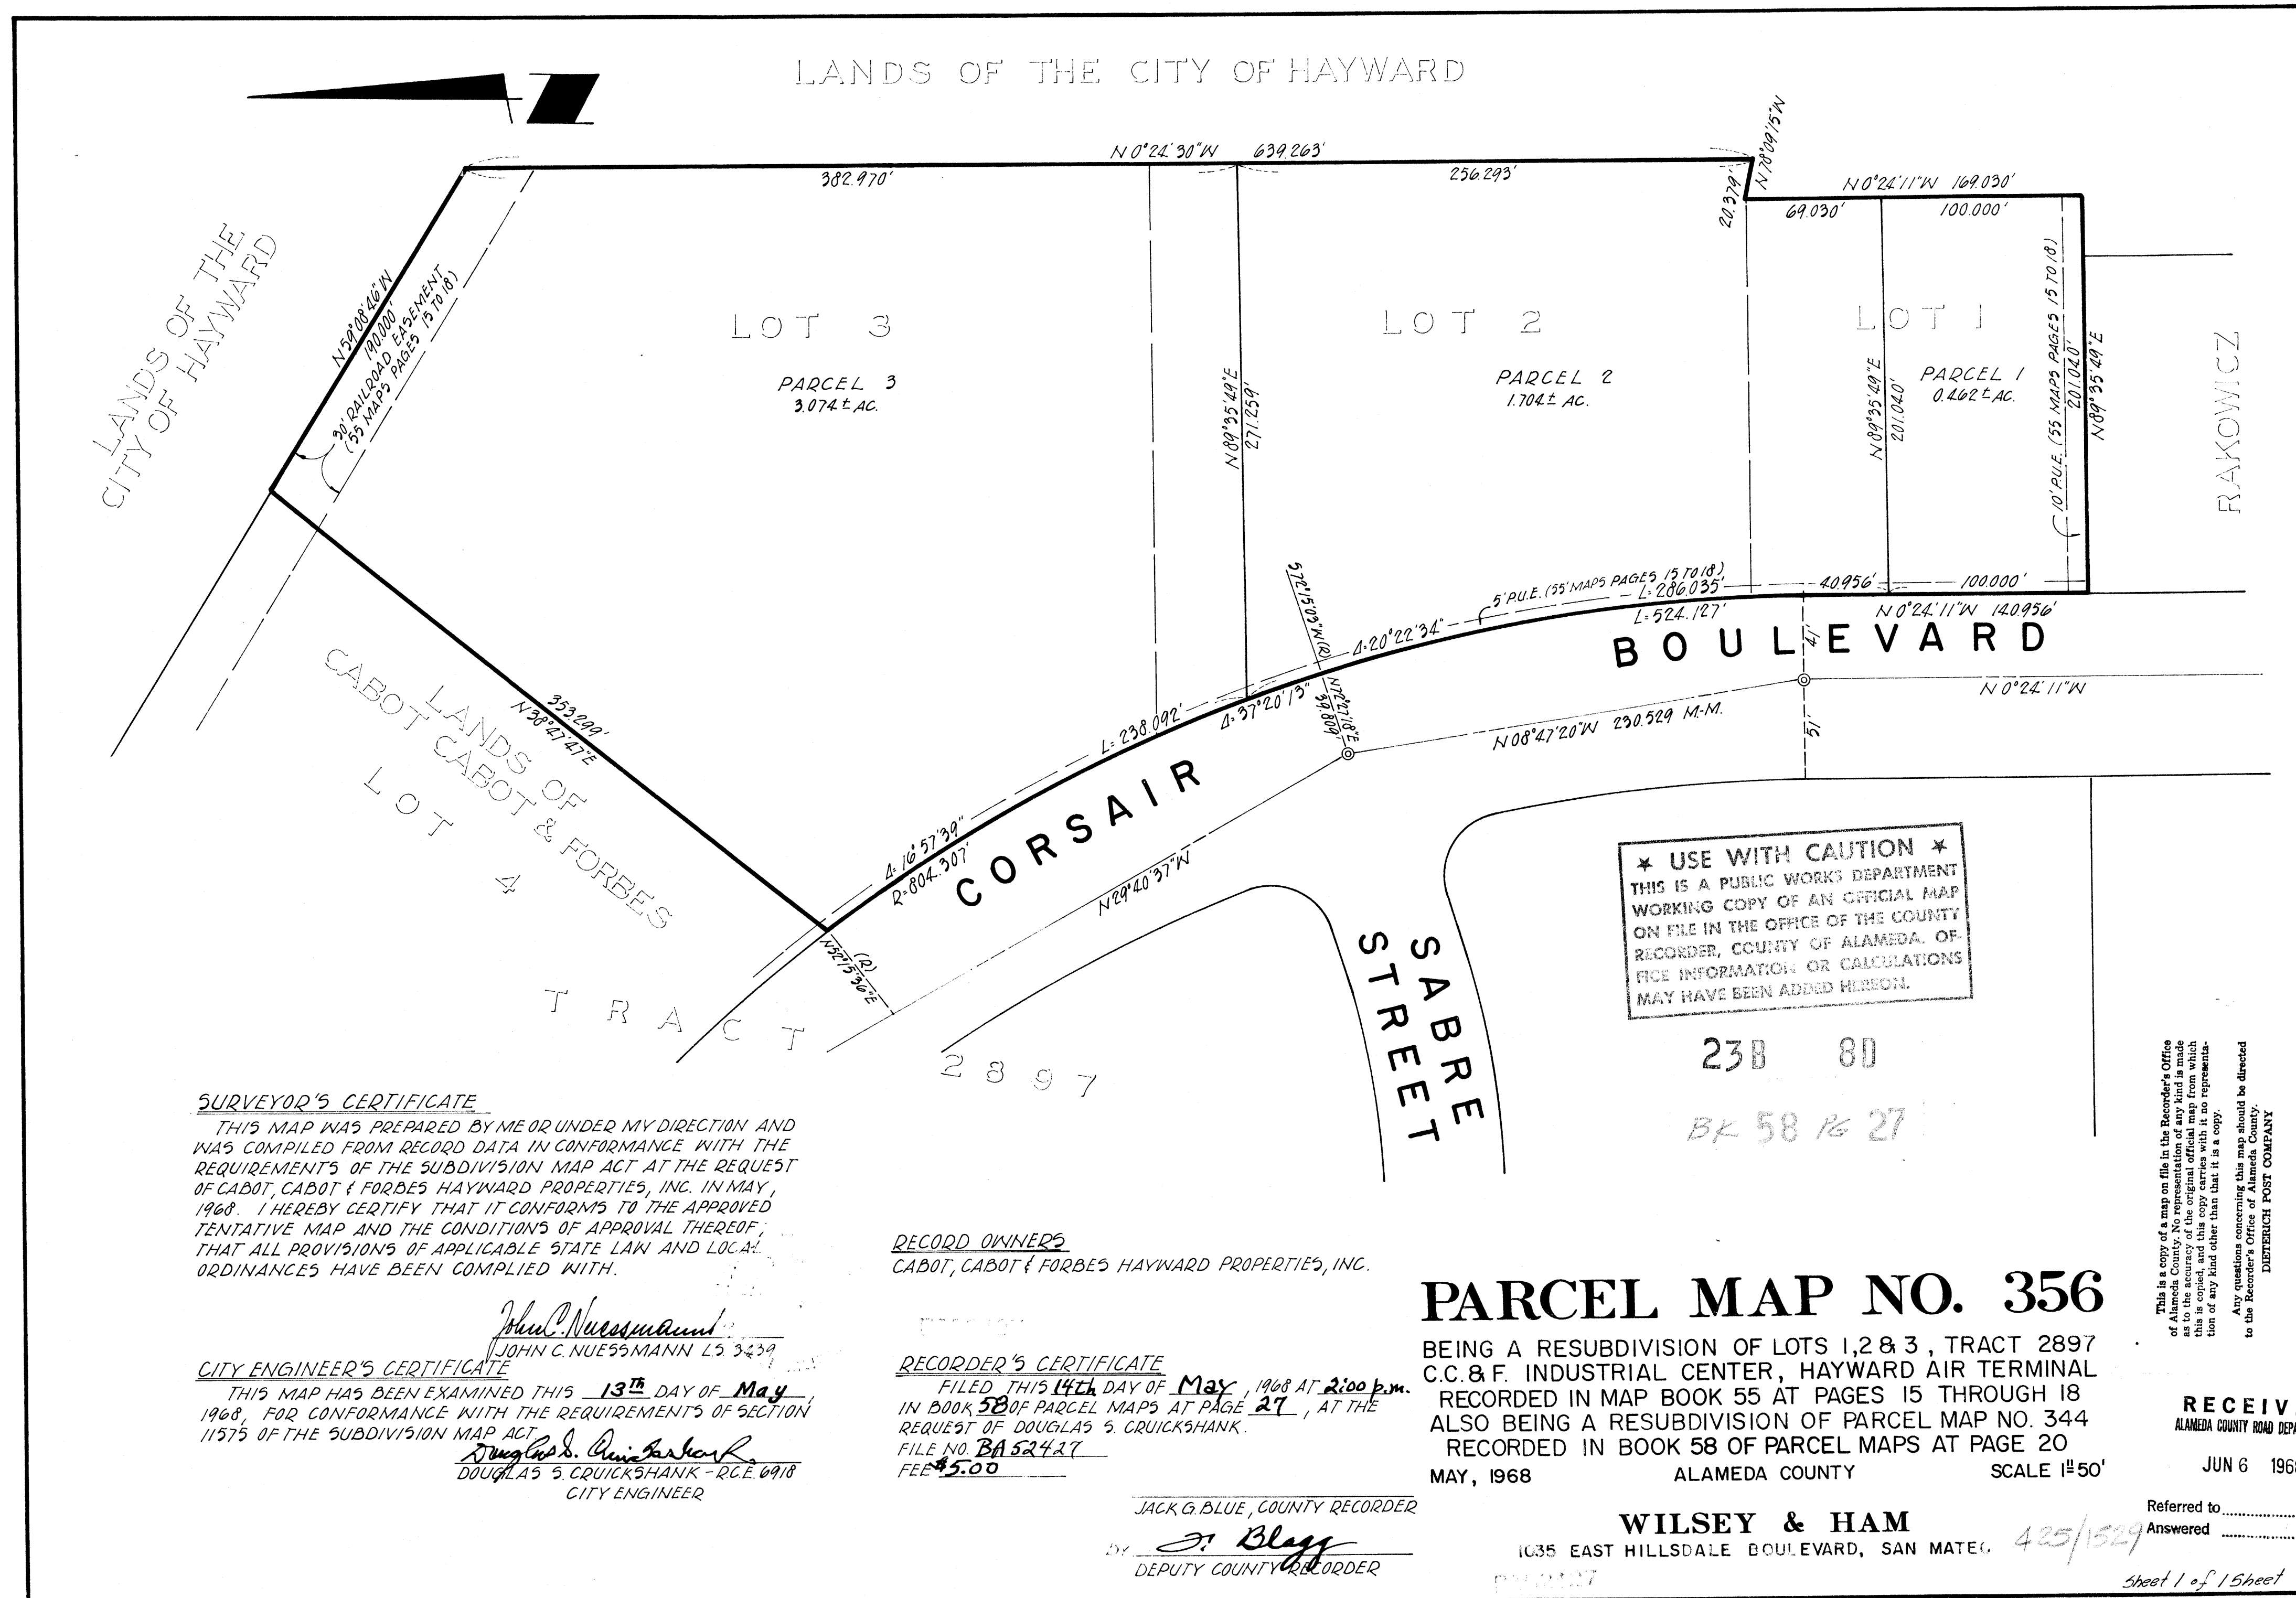 LANDS OF THE CITY OF HAYWARD
N 0°24'30"W 639.263'
382.970'
256.293'
N78°09'15"W
20.379'
N 0°24'11"W 169.030'
69.030'
100.000'
LANDS OF THE
CITY OF HAYWARD
N59°08'46"W
190.000'
30' RAILROAD EASEMENT
(55 MAPS PAGES 15 TO 18)
LOT 3
PARCEL 3
3.074± AC.
N89°35'49"E
271.259'
LOT 2
PARCEL 2
1.704± AC.
LOT 1
PARCEL 1
0.462± AC.
N89°35'49"E
201.040'
10' P.U.E. (55 MAPS PAGES 15 TO 18)
201.040'
N89°35'49"E
RAKOWICZ
353.299'
N38°47'47"E
LANDS OF
CABOT CABOT & FORBES
LOT 4
TRACT 2897
S72°15'03"W(R)
N72°27'18"E
39.809'
5' P.U.E. (55 MAPS PAGES 15 TO 18)
L=286.035'
L=524.127'
Δ=20°22'34"
40.956'
100.000'
N 0°24'11"W 140.956'
L=238.092'
Δ=37°20'13"
Δ=16°57'39"
R=804.307'
CORSAIR BOULEVARD
41'
51'
N 0°24'11"W
N08°47'20"W 230.529 M-M.
N29°40'37"W
(R)
N52°15'36"E
SABRE
STREET
★ USE WITH CAUTION ★
THIS IS A PUBLIC WORKS DEPARTMENT
WORKING COPY OF AN OFFICIAL MAP
ON FILE IN THE OFFICE OF THE COUNTY
RECORDER, COUNTY OF ALAMEDA. OF-
FICE INFORMATION OR CALCULATIONS
MAY HAVE BEEN ADDED HEREON.
23B 8D
BK 58 PG 27
SURVEYOR'S CERTIFICATE
THIS MAP WAS PREPARED BY ME OR UNDER MY DIRECTION AND
WAS COMPILED FROM RECORD DATA IN CONFORMANCE WITH THE
REQUIREMENTS OF THE SUBDIVISION MAP ACT AT THE REQUEST
OF CABOT, CABOT & FORBES HAYWARD PROPERTIES, INC. IN MAY,
1968. I HEREBY CERTIFY THAT IT CONFORMS TO THE APPROVED
TENTATIVE MAP AND THE CONDITIONS OF APPROVAL THEREOF;
THAT ALL PROVISIONS OF APPLICABLE STATE LAW AND LOCAL
ORDINANCES HAVE BEEN COMPLIED WITH.
John C. Nuessmann
JOHN C. NUESSMANN L.S. 3439
CITY ENGINEER'S CERTIFICATE
THIS MAP HAS BEEN EXAMINED THIS 13TH DAY OF May,
1968, FOR CONFORMANCE WITH THE REQUIREMENTS OF SECTION
11575 OF THE SUBDIVISION MAP ACT.
Douglas S. Cruickshank
DOUGLAS S. CRUICKSHANK - R.C.E. 6918
CITY ENGINEER
RECORD OWNERS
CABOT, CABOT & FORBES HAYWARD PROPERTIES, INC.
RECORDER'S CERTIFICATE
FILED THIS 14th DAY OF May, 1968 AT 2:00 p.m.
IN BOOK 58 OF PARCEL MAPS AT PAGE 27, AT THE
REQUEST OF DOUGLAS S. CRUICKSHANK.
FILE NO. BA52427
FEE $5.00
JACK G. BLUE, COUNTY RECORDER
BY J. Blagg
DEPUTY COUNTY RECORDER
PARCEL MAP NO. 356
BEING A RESUBDIVISION OF LOTS 1,2 & 3, TRACT 2897
C.C.& F. INDUSTRIAL CENTER, HAYWARD AIR TERMINAL
RECORDED IN MAP BOOK 55 AT PAGES 15 THROUGH 18
ALSO BEING A RESUBDIVISION OF PARCEL MAP NO. 344
RECORDED IN BOOK 58 OF PARCEL MAPS AT PAGE 20
MAY, 1968 ALAMEDA COUNTY SCALE 1"=50'
WILSEY & HAM
1035 EAST HILLSDALE BOULEVARD, SAN MATEO
425/1529
This is a copy of a map on file in the Recorder's Office
of Alameda County. No representation of any kind is made
as to the accuracy of the original official map from which
this is copied, and this copy carries with it no representa-
tion of any kind other than that it is a copy.
Any questions concerning this map should be directed
to the Recorder's Office of Alameda County.
DIETERICH POST COMPANY
RECEIV
ALAMEDA COUNTY ROAD DEPA
JUN 6 196
Referred to
Answered
Sheet 1 of 1 Sheet